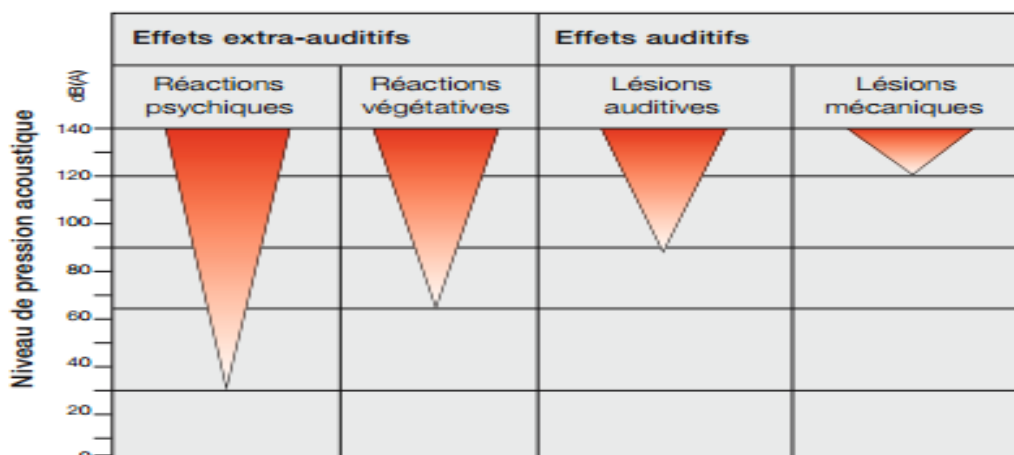 Effets extra-auditifs
Effets auditifs
Niveau de pression acoustique
dB(A)
Réactions
psychiques
Réactions
végétatives
Lésions
auditives
Lésions
mécaniques
140
120
100
80
60
40
20
0